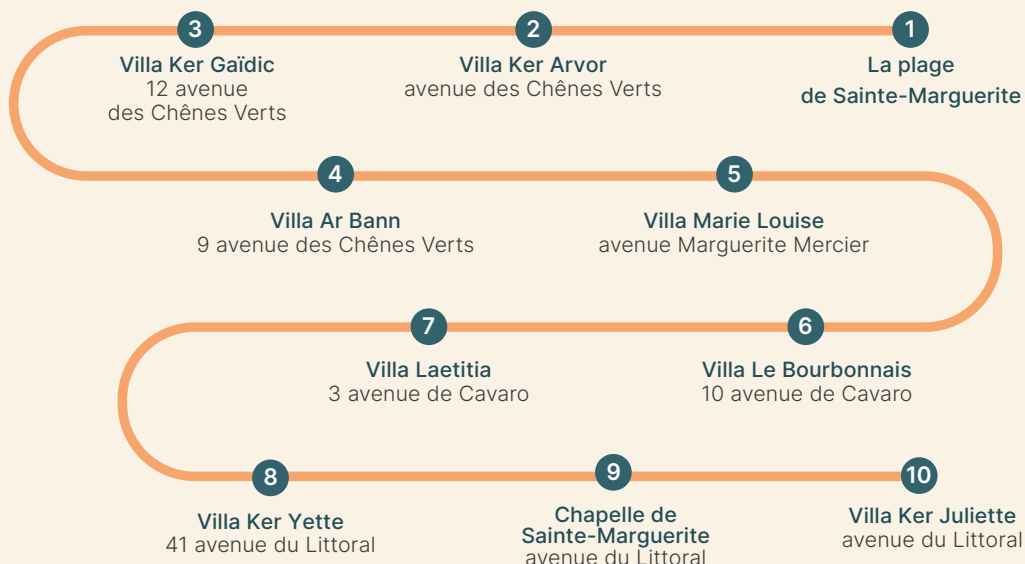 1
La plage
de Sainte-Marguerite
2
Villa Ker Arvor
avenue des Chênes Verts
3
Villa Ker Gaïdic
12 avenue
des Chênes Verts
4
Villa Ar Bann
9 avenue des Chênes Verts
5
Villa Marie Louise
avenue Marguerite Mercier
6
Villa Le Bourbonnais
10 avenue de Cavaro
7
Villa Laetitia
3 avenue de Cavaro
8
Villa Ker Yette
41 avenue du Littoral
9
Chapelle de
Sainte-Marguerite
avenue du Littoral
10
Villa Ker Juliette
avenue du Littoral